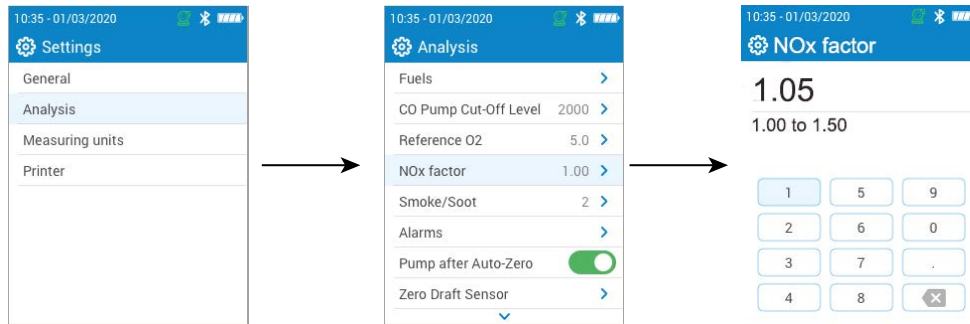 10:35 - 01/03/2020
Settings
General
Analysis
Measuring units
Printer
10:35 - 01/03/2020
Analysis
Fuels
CO Pump Cut-Off Level 2000
Reference O2 5.0
NOx factor 1.00
Smoke/Soot 2
Alarms
Pump after Auto-Zero
Zero Draft Sensor
10:35 - 01/03/2020
NOx factor
1.05
1.00 to 1.50
1 5 9
2 6 0
3 7 .
4 8